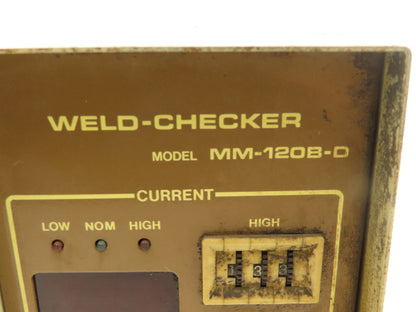 WELD-CHECKER
MODEL MM-120B-D
CURRENT
LOW NOM HIGH
HIGH